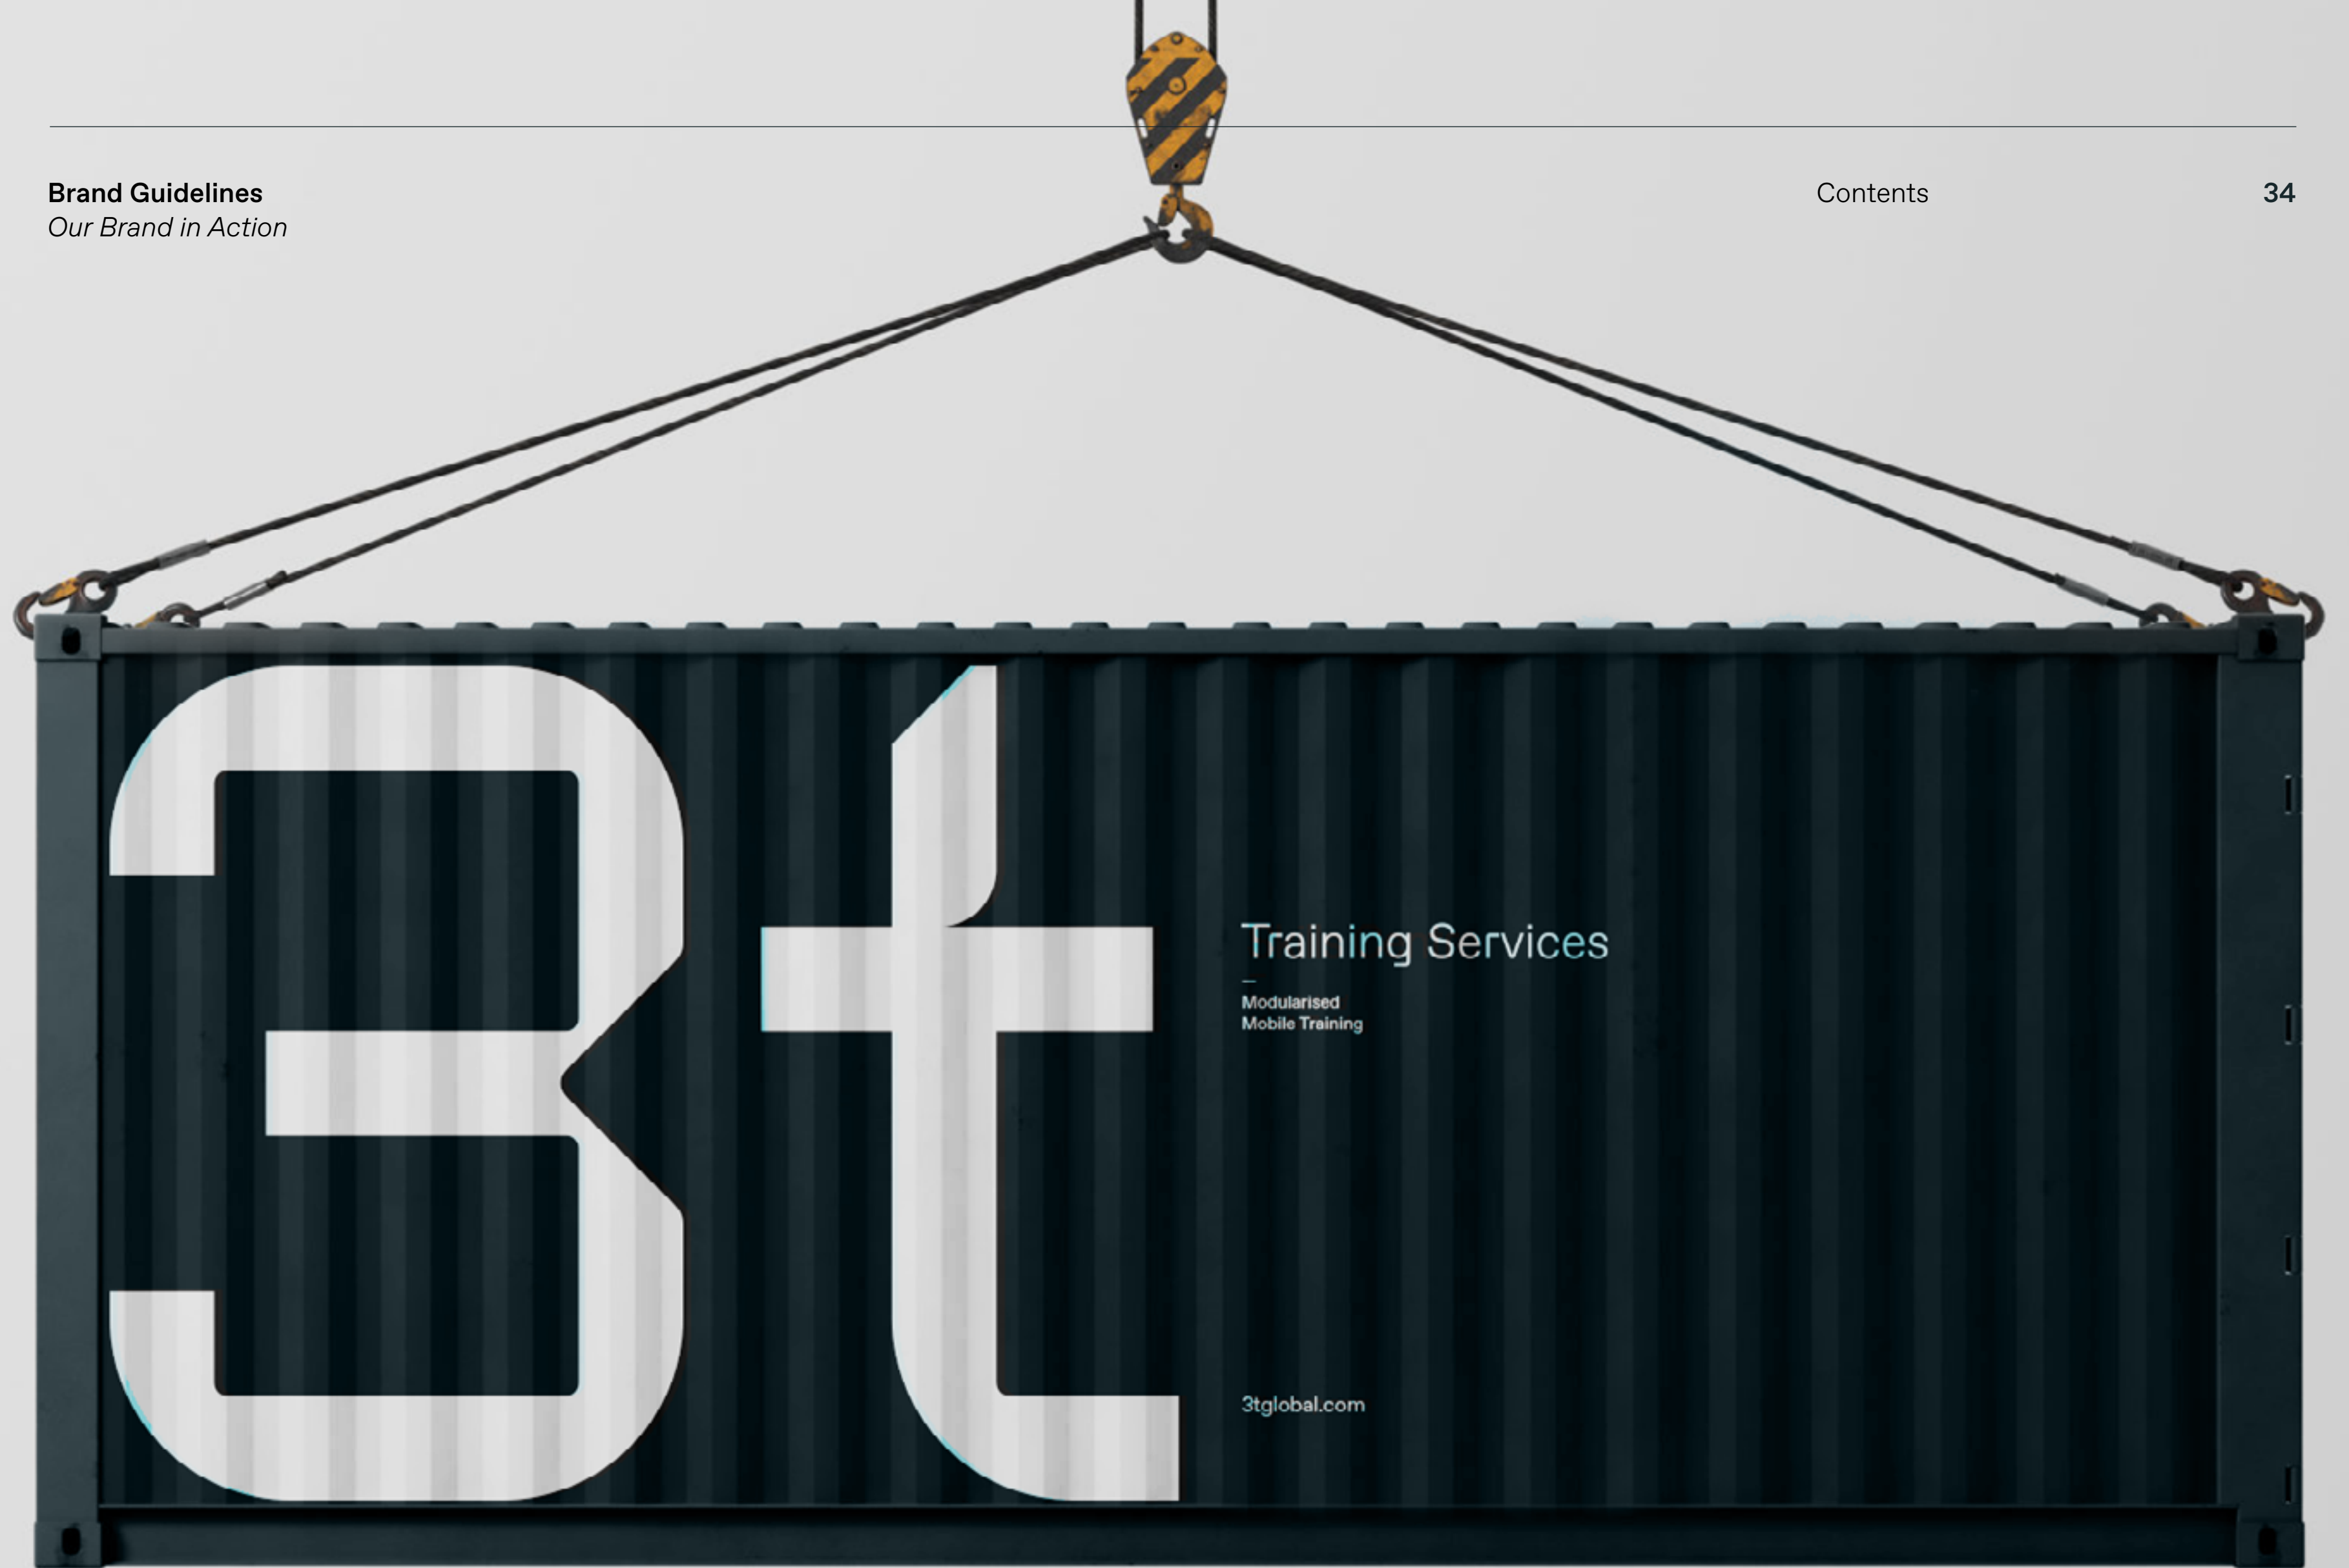 Brand Guidelines
Our Brand in Action
Contents
34
3t
Training Services
Modularised
Mobile Training
3tglobal.com